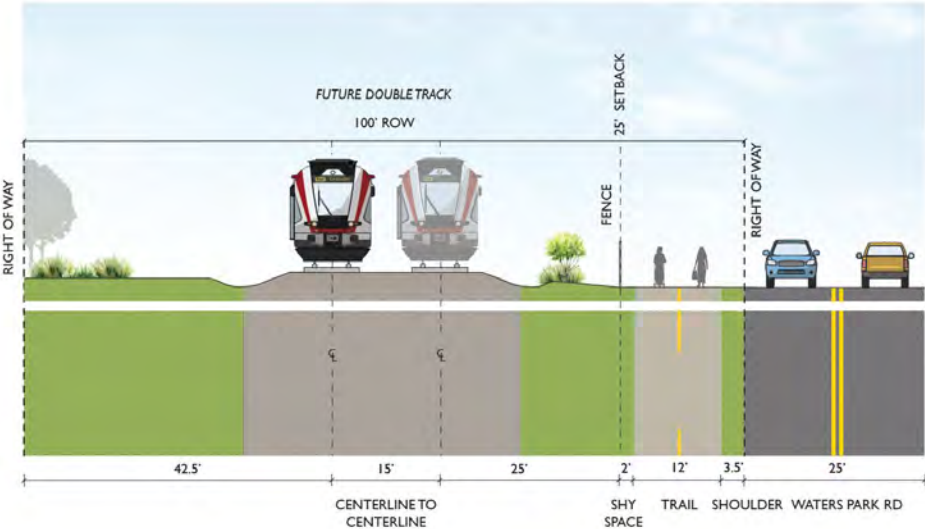 FUTURE DOUBLE TRACK
100' ROW
25' SETBACK
RIGHT OF WAY
FENCE
RIGHT OF WAY
℄
℄
42.5'
15'
25'
2'
12'
3.5'
25'
CENTERLINE TO
CENTERLINE
SHY
SPACE
TRAIL
SHOULDER
WATERS PARK RD